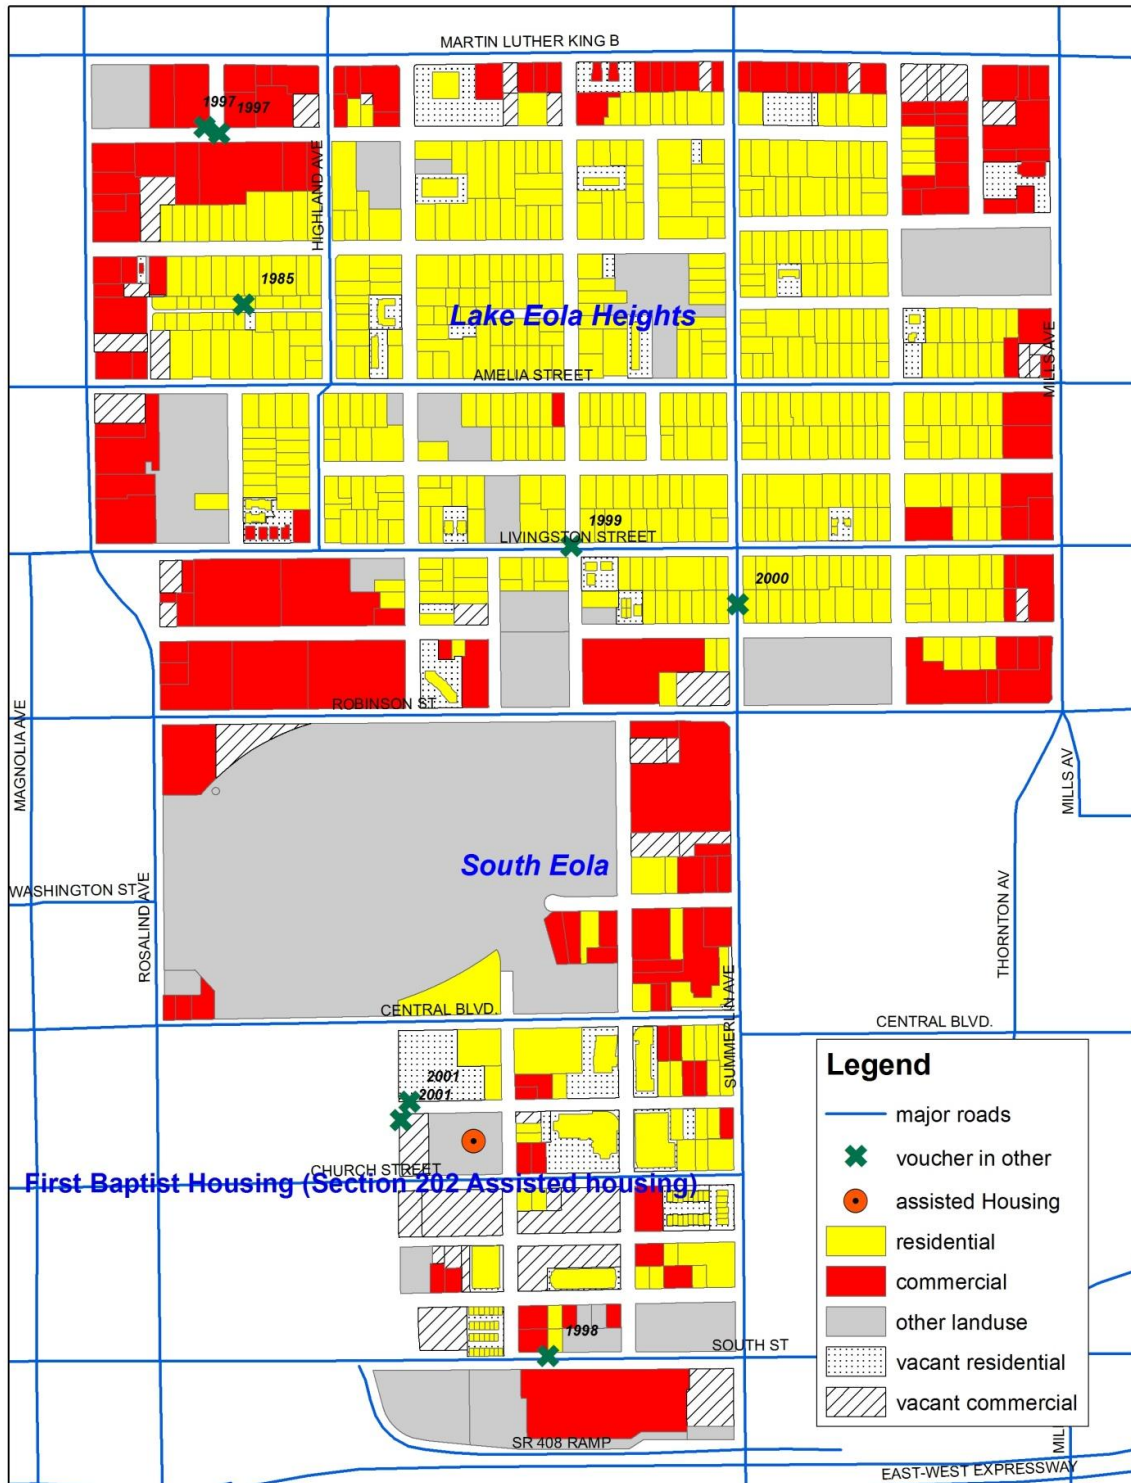 MARTIN LUTHER KING B
1997
1997
HIGHLAND AVE
1985
Lake Eola Heights
AMELIA STREET
MILLS AVE
1999
LIVINGSTON STREET
2000
ROBINSON ST.
MAGNOLIA AVE
MILLS AV
South Eola
WASHINGTON ST
ROSALIND AVE
THORNTON AV
CENTRAL BLVD.
SUMMERLIN AVE
CENTRAL BLVD.
2001
2001
CHURCH STREET
First Baptist Housing (Section 202 Assisted housing)
1998
SOUTH ST
SR 408 RAMP
MIL
EAST-WEST EXPRESSWAY
Legend
major roads
voucher in other
assisted Housing
residential
commercial
other landuse
vacant residential
vacant commercial